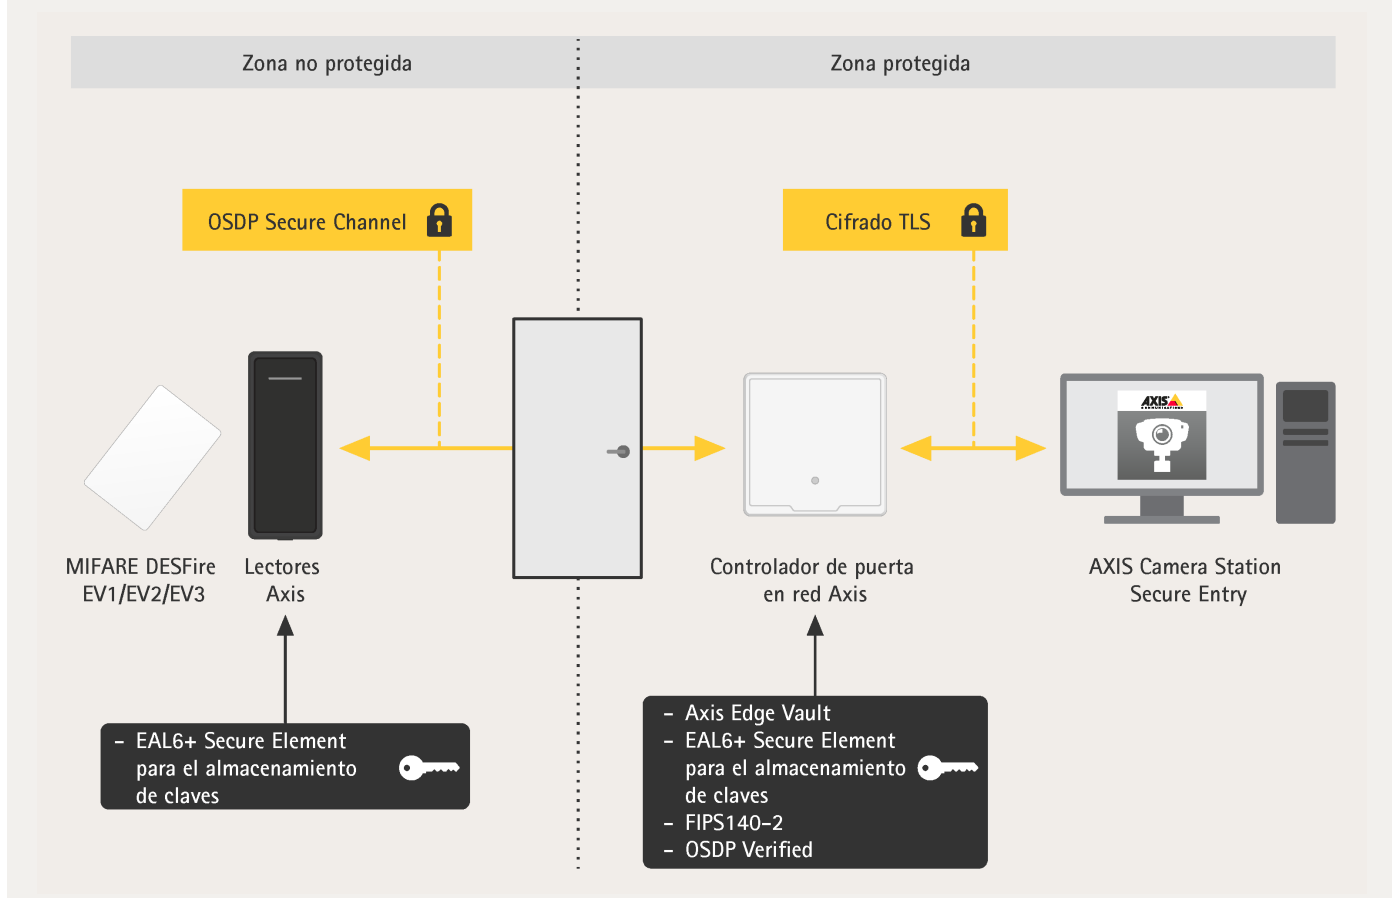 Zona no protegida
Zona protegida
OSDP Secure Channel
Cifrado TLS
AXIS
COMMUNICATIONS
MIFARE DESFire
EV1/EV2/EV3
Lectores
Axis
Controlador de puerta
en red Axis
AXIS Camera Station
Secure Entry
- EAL6+ Secure Element
para el almacenamiento
de claves
- Axis Edge Vault
- EAL6+ Secure Element
para el almacenamiento
de claves
- FIPS140-2
- OSDP Verified